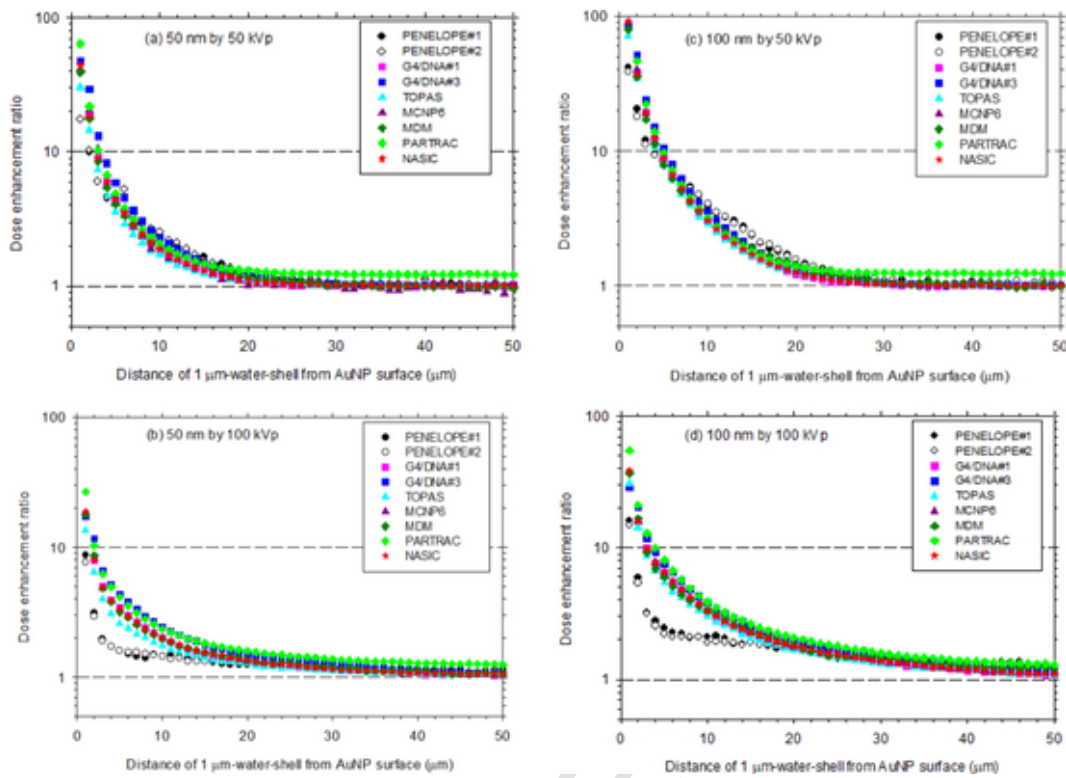 (a) 50 nm by 50 kVp
Dose enhancement ratio
100
10
1
PENELOPE#1
PENELOPE#2
G4/DNA#1
G4/DNA#3
TOPAS
MCNP6
MDM
PARTRAC
NASIC
0 10 20 30 40 50
Distance of 1 μm-water-shell from AuNP surface (μm)
(c) 100 nm by 50 kVp
Dose enhancement ratio
100
10
1
PENELOPE#1
PENELOPE#2
G4/DNA#1
G4/DNA#3
TOPAS
MCNP6
MDM
PARTRAC
NASIC
0 10 20 30 40 50
Distance of 1 μm-water-shell from AuNP surface (μm)
(b) 50 nm by 100 kVp
Dose enhancement ratio
100
10
1
PENELOPE#1
PENELOPE#2
G4/DNA#1
G4/DNA#3
TOPAS
MCNP6
MDM
PARTRAC
NASIC
0 10 20 30 40 50
Distance of 1 μm-water-shell from AuNP surface (μm)
(d) 100 nm by 100 kVp
Dose enhancement ratio
100
10
1
PENELOPE#1
PENELOPE#2
G4/DNA#1
G4/DNA#3
TOPAS
MCNP6
MDM
PARTRAC
NASIC
0 10 20 30 40 50
Distance of 1 μm-water-shell from AuNP surface (μm)